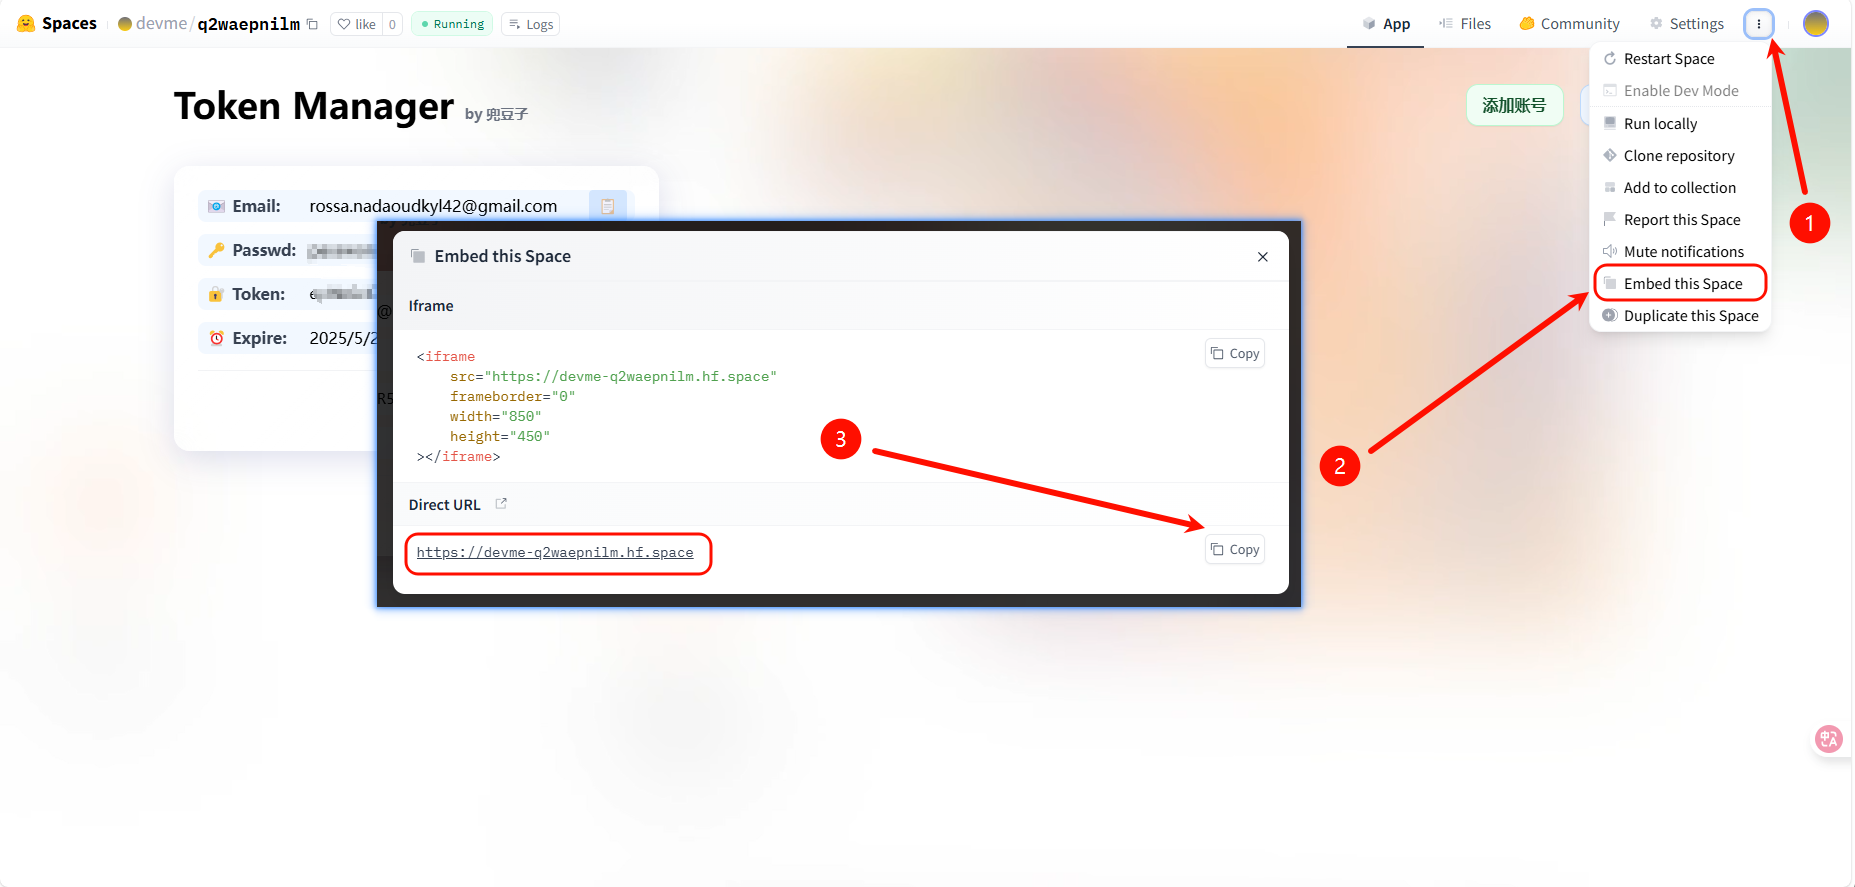 Spaces devme/q2waepnilm like 0 Running Logs App Files Community Settings
Restart Space
Enable Dev Mode
Run locally
Clone repository
Add to collection
Report this Space
Mute notifications
Embed this Space
Duplicate this Space
1
2
3
Token Manager by 兜豆子
添加账号
Email: rossa.nadaoudkyl42@gmail.com
Passwd:
Token:
Expire: 2025/5/2
@
R5
Embed this Space
Iframe
<iframe
src="https://devme-q2waepnilm.hf.space"
frameborder="0"
width="850"
height="450"
></iframe>
Copy
Direct URL
https://devme-q2waepnilm.hf.space
Copy